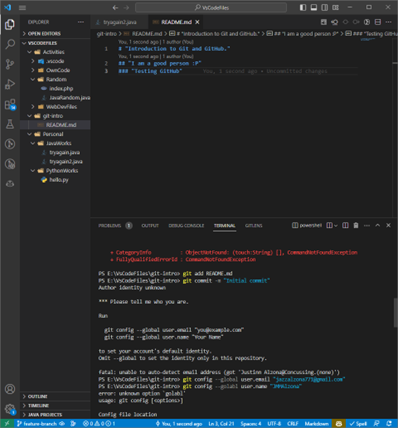 VsCodeFiles
EXPLORER
OPEN EDITORS
VSCODEFILES
Activities
.vscode
OwnCode
Random
index.php
JavaRandom.java
WebDevFiles
git-intro
README.md
Personal
JavaWorks
tryagain.java
tryagain2.java
PythonWorks
hello.py
OUTLINE
TIMELINE
JAVA PROJECTS
tryagain2.java
README.md
git-intro > README.md > # "Introduction to Git and GitHub." > ## "I am a good person :P" > ### "Testing GitHub"
You, 1 second ago | 1 author (You)
1 # "Introduction to Git and GitHub."
You, 1 second ago | 1 author (You)
2 ## "I am a good person :P"
3 ### "Testing GitHub" You, 1 second ago • Uncommitted changes
PROBLEMS 1 OUTPUT DEBUG CONSOLE TERMINAL GITLENS powershell
+ CategoryInfo : ObjectNotFound: (touch:String) [], CommandNotFoundException
+ FullyQualifiedErrorId : CommandNotFoundException
PS E:\VsCodeFiles\git-intro> git add README.md
PS E:\VsCodeFiles\git-intro> git commit -m "Initial commit"
Author identity unknown
*** Please tell me who you are.
Run
git config --global user.email "you@example.com"
git config --global user.name "Your Name"
to set your account's default identity.
Omit --global to set the identity only in this repository.
fatal: unable to auto-detect email address (got 'Justine Alzona@Concussing.(none)')
PS E:\VsCodeFiles\git-intro> git config --global user.email
PS E:\VsCodeFiles\git-intro> git config --golabl user.name "JMPAlzona"
error: unknown option `golabl'
usage: git config [<options>]
Config file location
feature-branch
You, 1 second ago Ln 3, Col 21 Spaces: 4 UTF-8 CRLF Markdown Spell